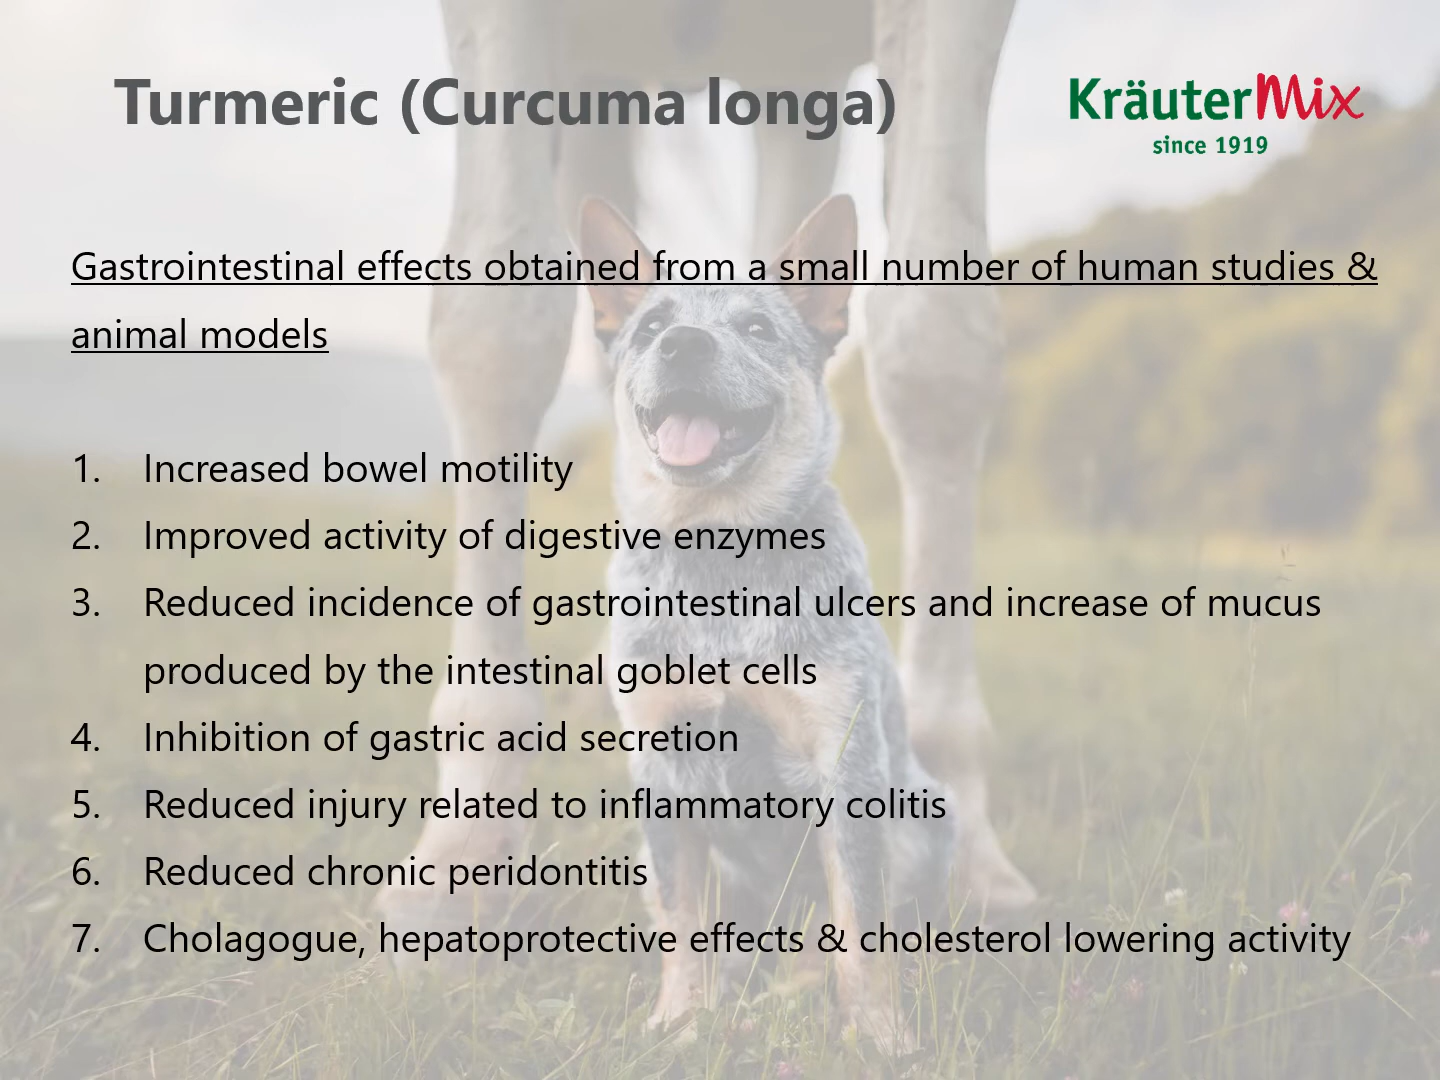 Turmeric (Curcuma longa)
KräuterMix
since 1919
Gastrointestinal effects obtained from a small number of human studies &
animal models
1. Increased bowel motility
2. Improved activity of digestive enzymes
3. Reduced incidence of gastrointestinal ulcers and increase of mucus
produced by the intestinal goblet cells
4. Inhibition of gastric acid secretion
5. Reduced injury related to inflammatory colitis
6. Reduced chronic peridontitis
7. Cholagogue, hepatoprotective effects & cholesterol lowering activity